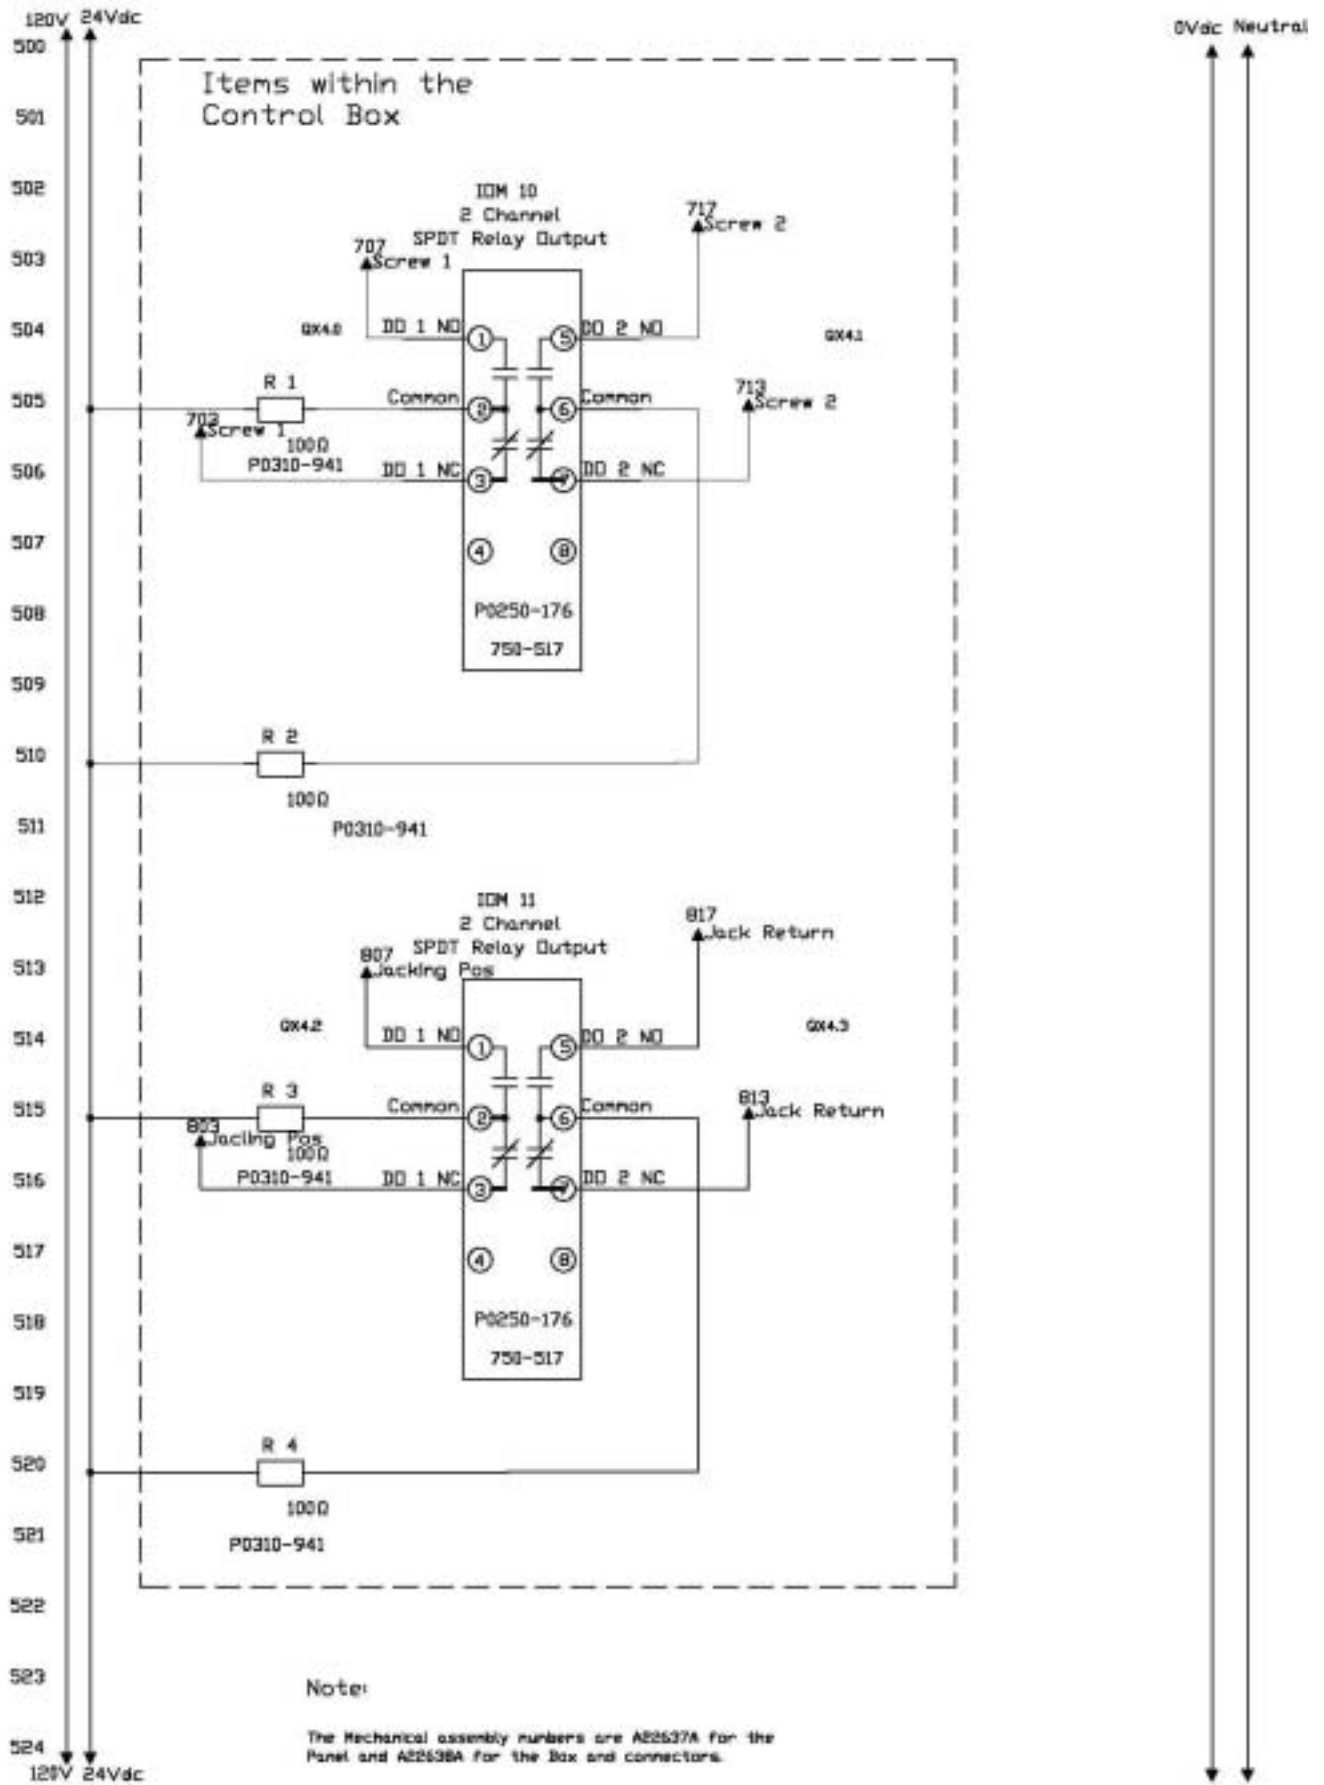 120V 24Vdc
0Vdc Neutral
500
Items within the
Control Box
501
502
IOM 10
2 Channel
SPDT Relay Output
717
Screw 2
503
707
Screw 1
504
QX4.0
DO 1 NO
1
5
DO 2 NO
QX4.1
505
R 1
Common
2
6
Common
713
Screw 2
703
Screw 1
100Ω
P0310-941
506
DO 1 NC
3
7
DO 2 NC
507
4
8
508
P0250-176
750-517
509
510
R 2
100Ω
511
P0310-941
512
IOM 11
2 Channel
SPDT Relay Output
817
Jack Return
513
807
Jacking Pos
514
QX4.2
DO 1 NO
1
5
DO 2 NO
QX4.3
515
R 3
Common
2
6
Common
813
Jack Return
803
Jacling Pos
100Ω
P0310-941
516
DO 1 NC
3
7
DO 2 NC
517
4
8
518
P0250-176
750-517
519
520
R 4
100Ω
521
P0310-941
522
523
Note:
524
The Mechanical assembly numbers are A22637A for the
Panel and A22638A for the Box and connectors.
120V 24Vdc